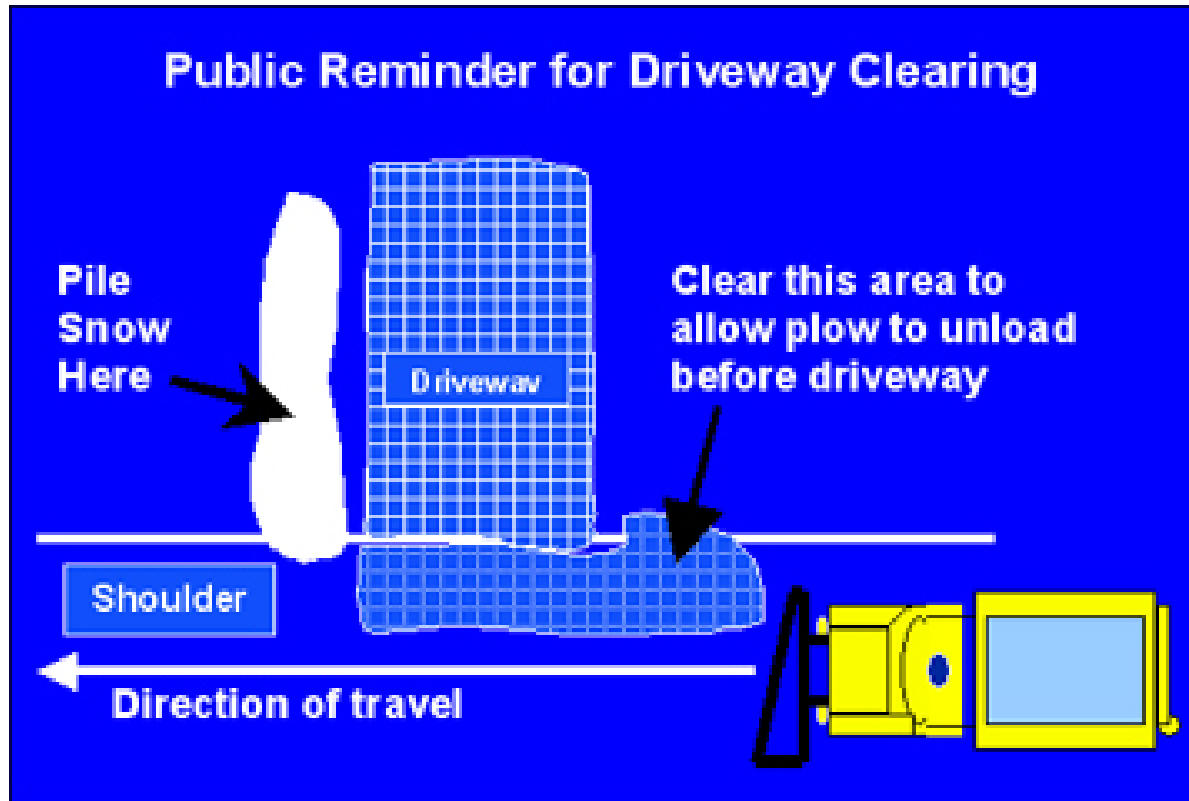 Public Reminder for Driveway Clearing
Pile
Snow
Here
Clear this area to
allow plow to unload
before driveway
Driveway
Shoulder
Direction of travel